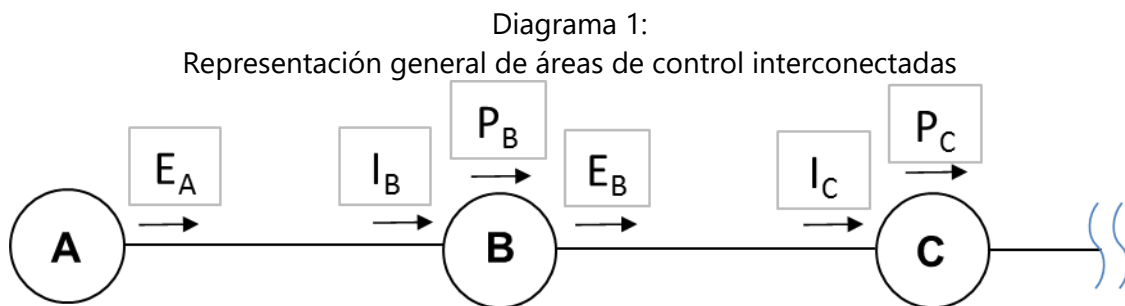 Diagrama 1:
Representación general de áreas de control interconectadas
E_A
I_B
P_B
E_B
I_C
P_C
A
B
C